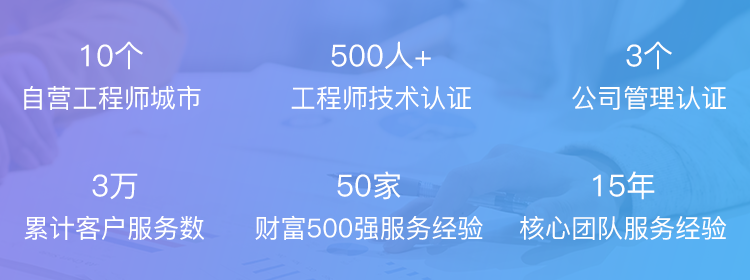 10个
500人+
3个
自营工程师城市
工程师技术认证
公司管理认证
3万
50家
15年
累计客户服务数
财富500强服务经验
核心团队服务经验